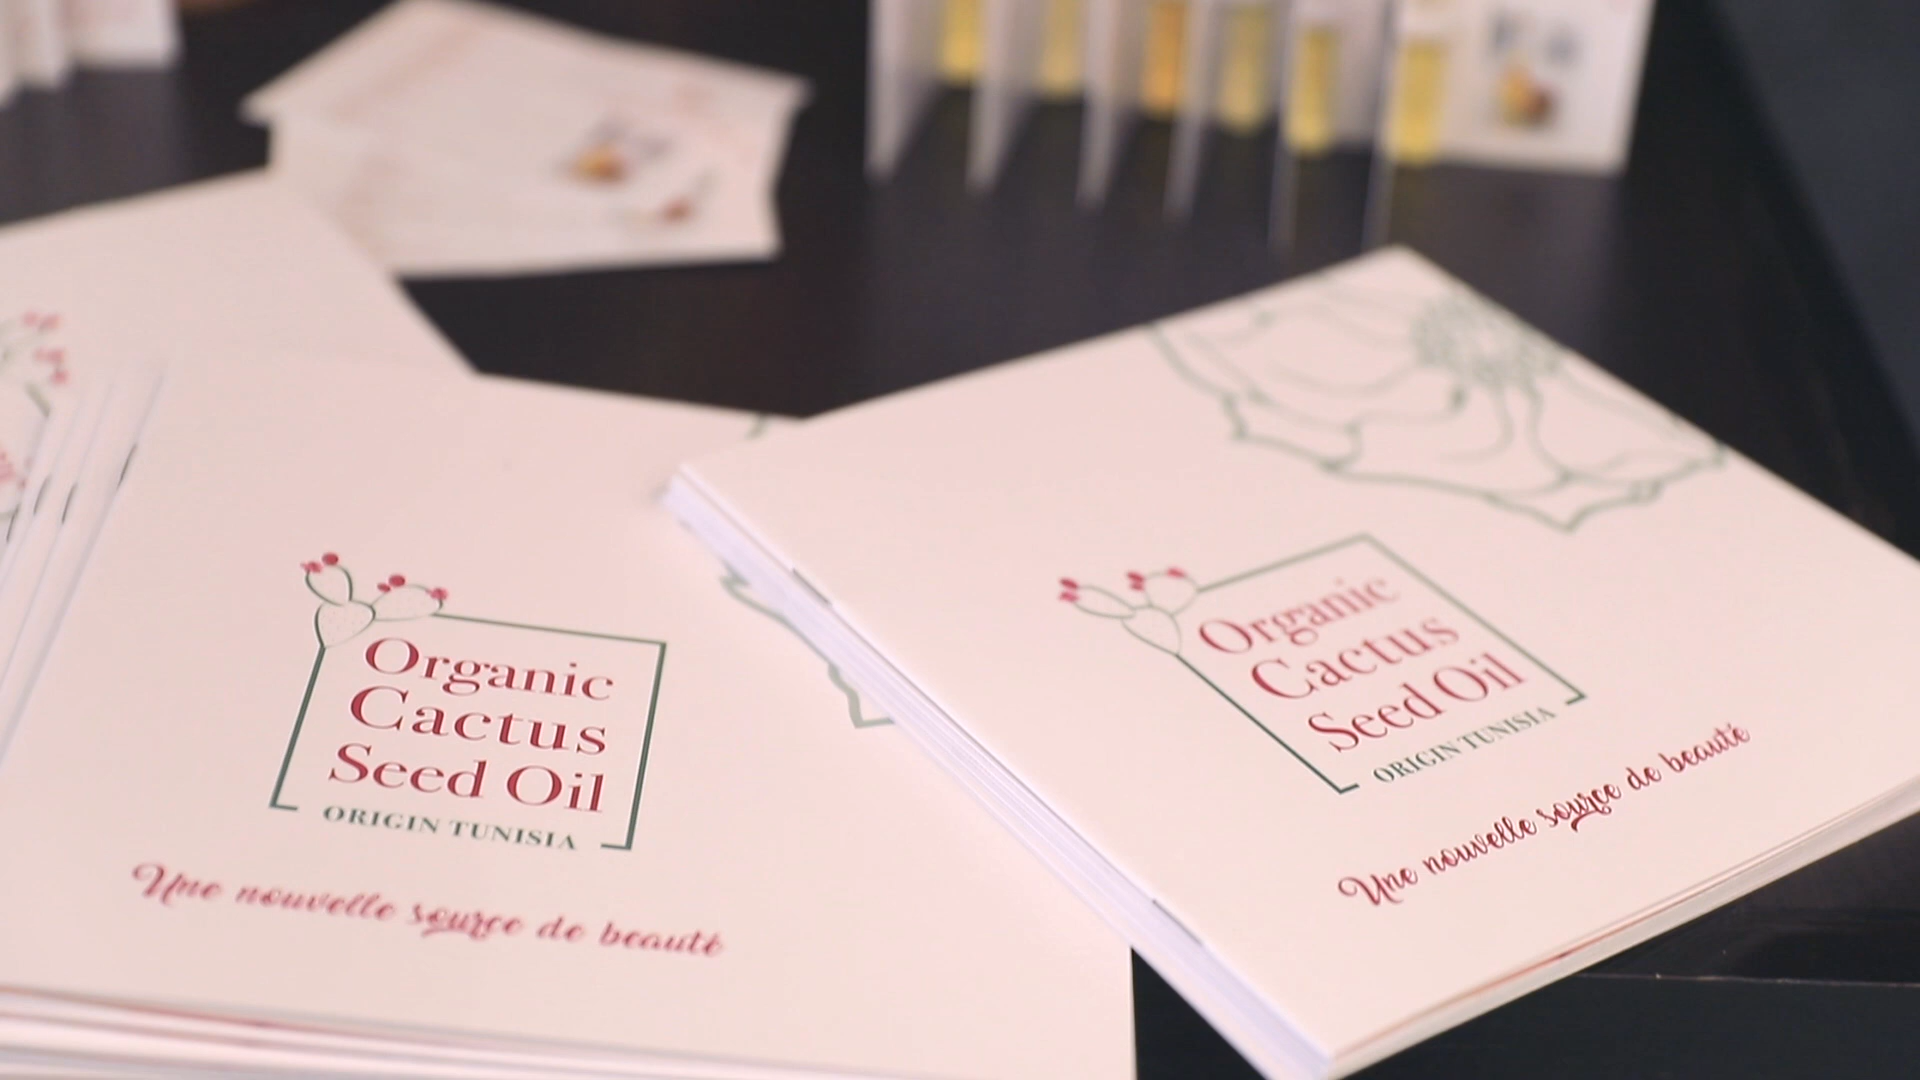 Organic
Cactus
Seed Oil
ORIGIN TUNISIA
Une nouvelle source de beauté
Organic
Cactus
Seed Oil
ORIGIN TUNISIA
Une nouvelle source de beauté